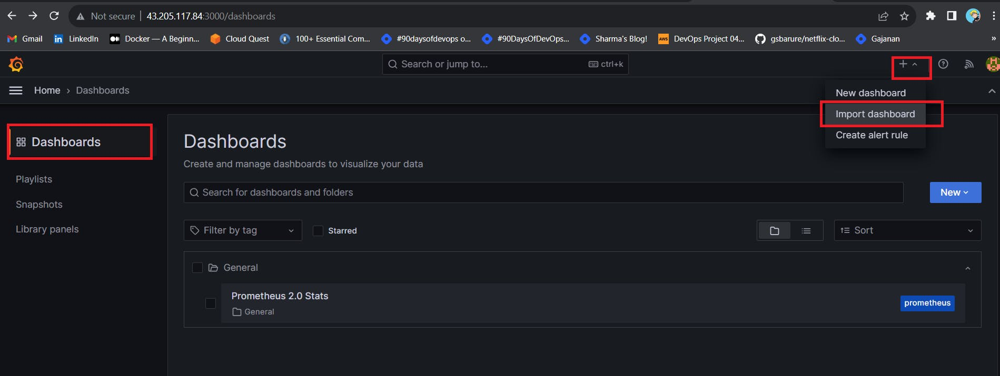 Not secure 43.205.117.84:3000/dashboards
Gmail LinkedIn Docker — A Beginn... Cloud Quest 100+ Essential Com... #90daysofdevops o... #90DaysOfDevOps... Sharma's Blog! aws DevOps Project 04... gsbarure/netflix-clo... Gajanan »
Search or jump to... ctrl+k
Home › Dashboards
New dashboard
Import dashboard
Create alert rule
Dashboards
Playlists
Snapshots
Library panels
Dashboards
Create and manage dashboards to visualize your data
Search for dashboards and folders New
Filter by tag Starred Sort
General
Prometheus 2.0 Stats
General
prometheus